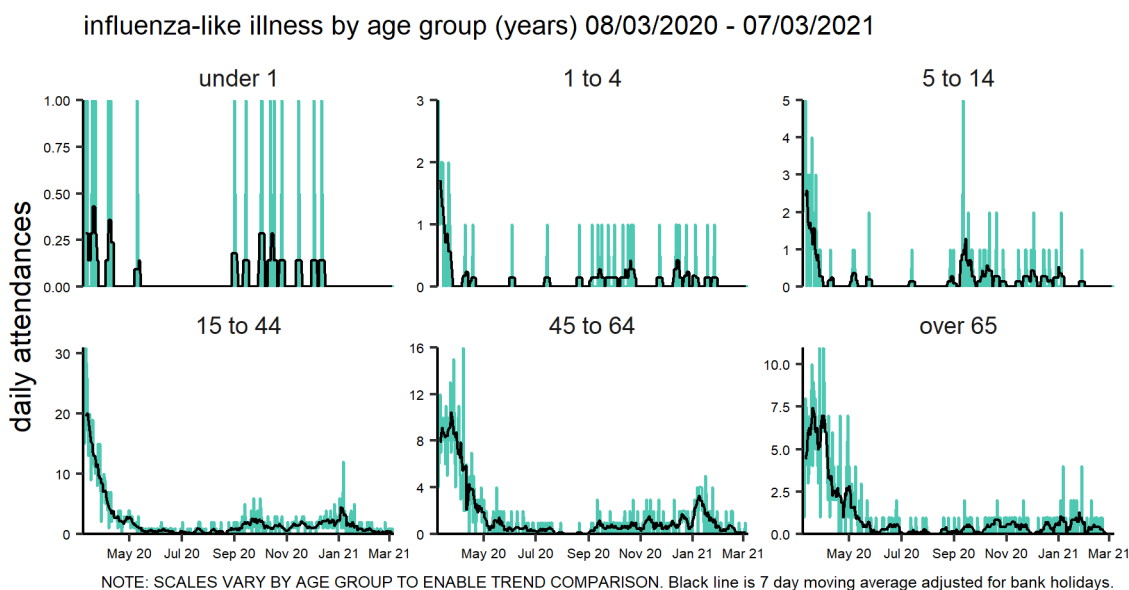 influenza-like illness by age group (years) 08/03/2020 - 07/03/2021
daily attendances
under 1
1.00
0.75
0.50
0.25
0.00
1 to 4
3
2
1
0
5 to 14
5
4
3
2
1
0
15 to 44
30
20
10
0
May 20 Jul 20 Sep 20 Nov 20 Jan 21 Mar 21
45 to 64
16
12
8
4
0
May 20 Jul 20 Sep 20 Nov 20 Jan 21 Mar 21
over 65
10.0
7.5
5.0
2.5
0.0
May 20 Jul 20 Sep 20 Nov 20 Jan 21 Mar 21
NOTE: SCALES VARY BY AGE GROUP TO ENABLE TREND COMPARISON. Black line is 7 day moving average adjusted for bank holidays.